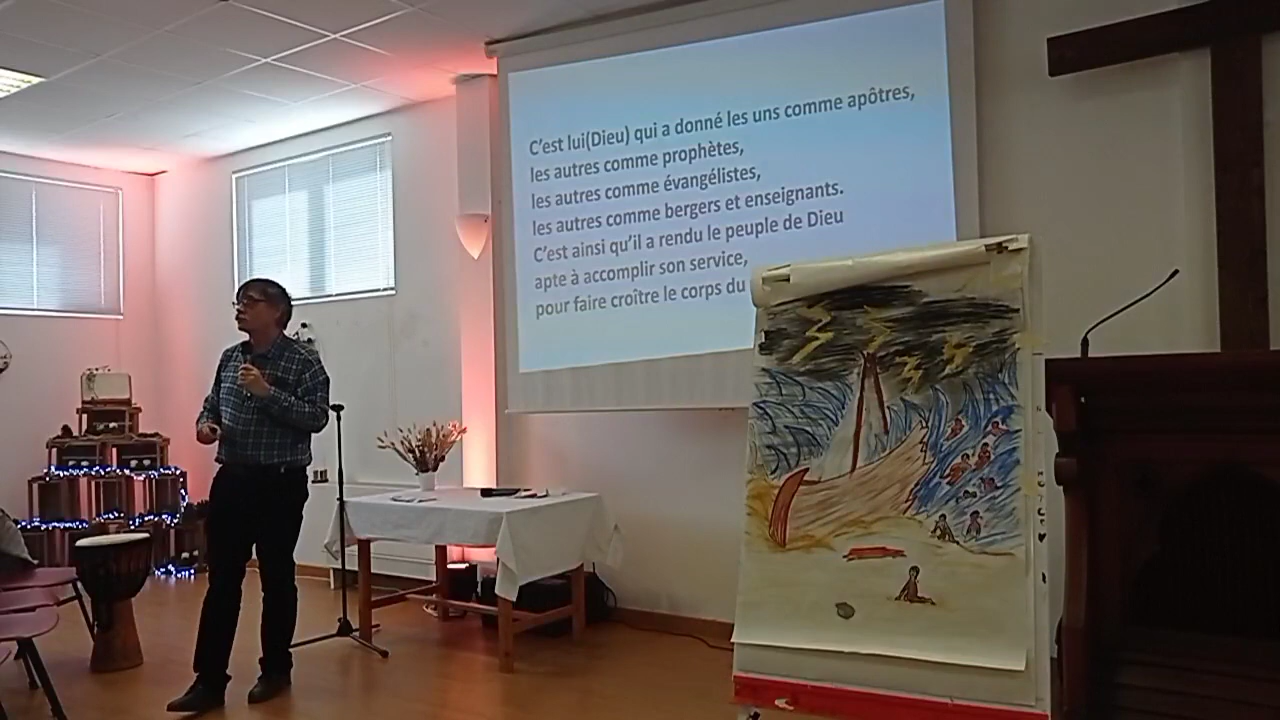 C'est lui(Dieu) qui a donné les uns comme apôtres,
les autres comme prophètes,
les autres comme évangélistes,
les autres comme bergers et enseignants.
C'est ainsi qu'il a rendu le peuple de Dieu
apte à accomplir son service,
pour faire croître le corps du